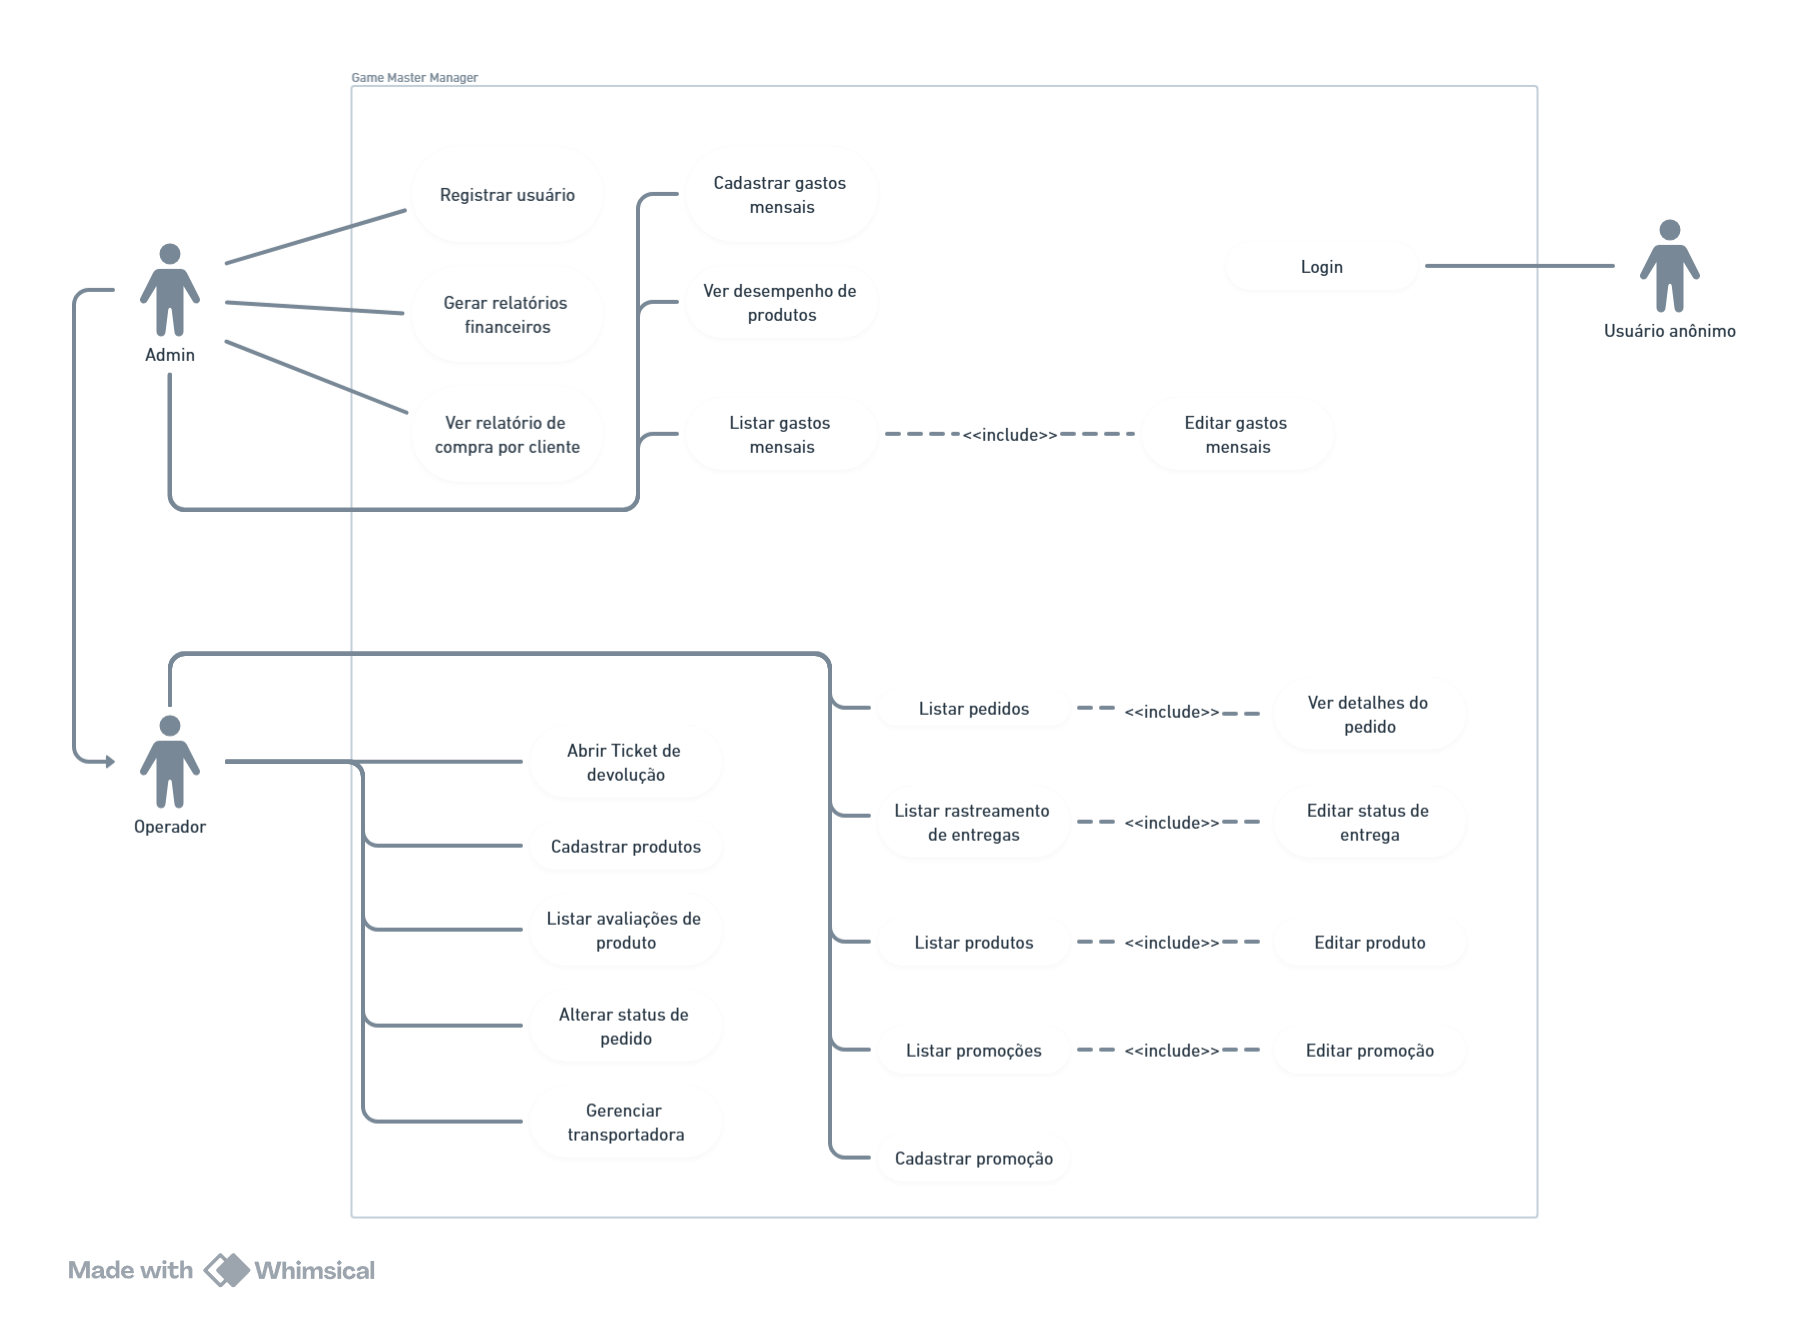 Game Master Manager
Registrar usuário
Cadastrar gastos
mensais
Gerar relatórios
financeiros
Ver desempenho de
produtos
Login
Usuário anônimo
Admin
Ver relatório de
compra por cliente
Listar gastos
mensais
<<include>>
Editar gastos
mensais
Operador
Abrir Ticket de
devolução
Cadastrar produtos
Listar avaliações de
produto
Alterar status de
pedido
Gerenciar
transportadora
Listar pedidos
<<include>>
Ver detalhes do
pedido
Listar rastreamento
de entregas
<<include>>
Editar status de
entrega
Listar produtos
<<include>>
Editar produto
Listar promoções
<<include>>
Editar promoção
Cadastrar promoção
Made with Whimsical